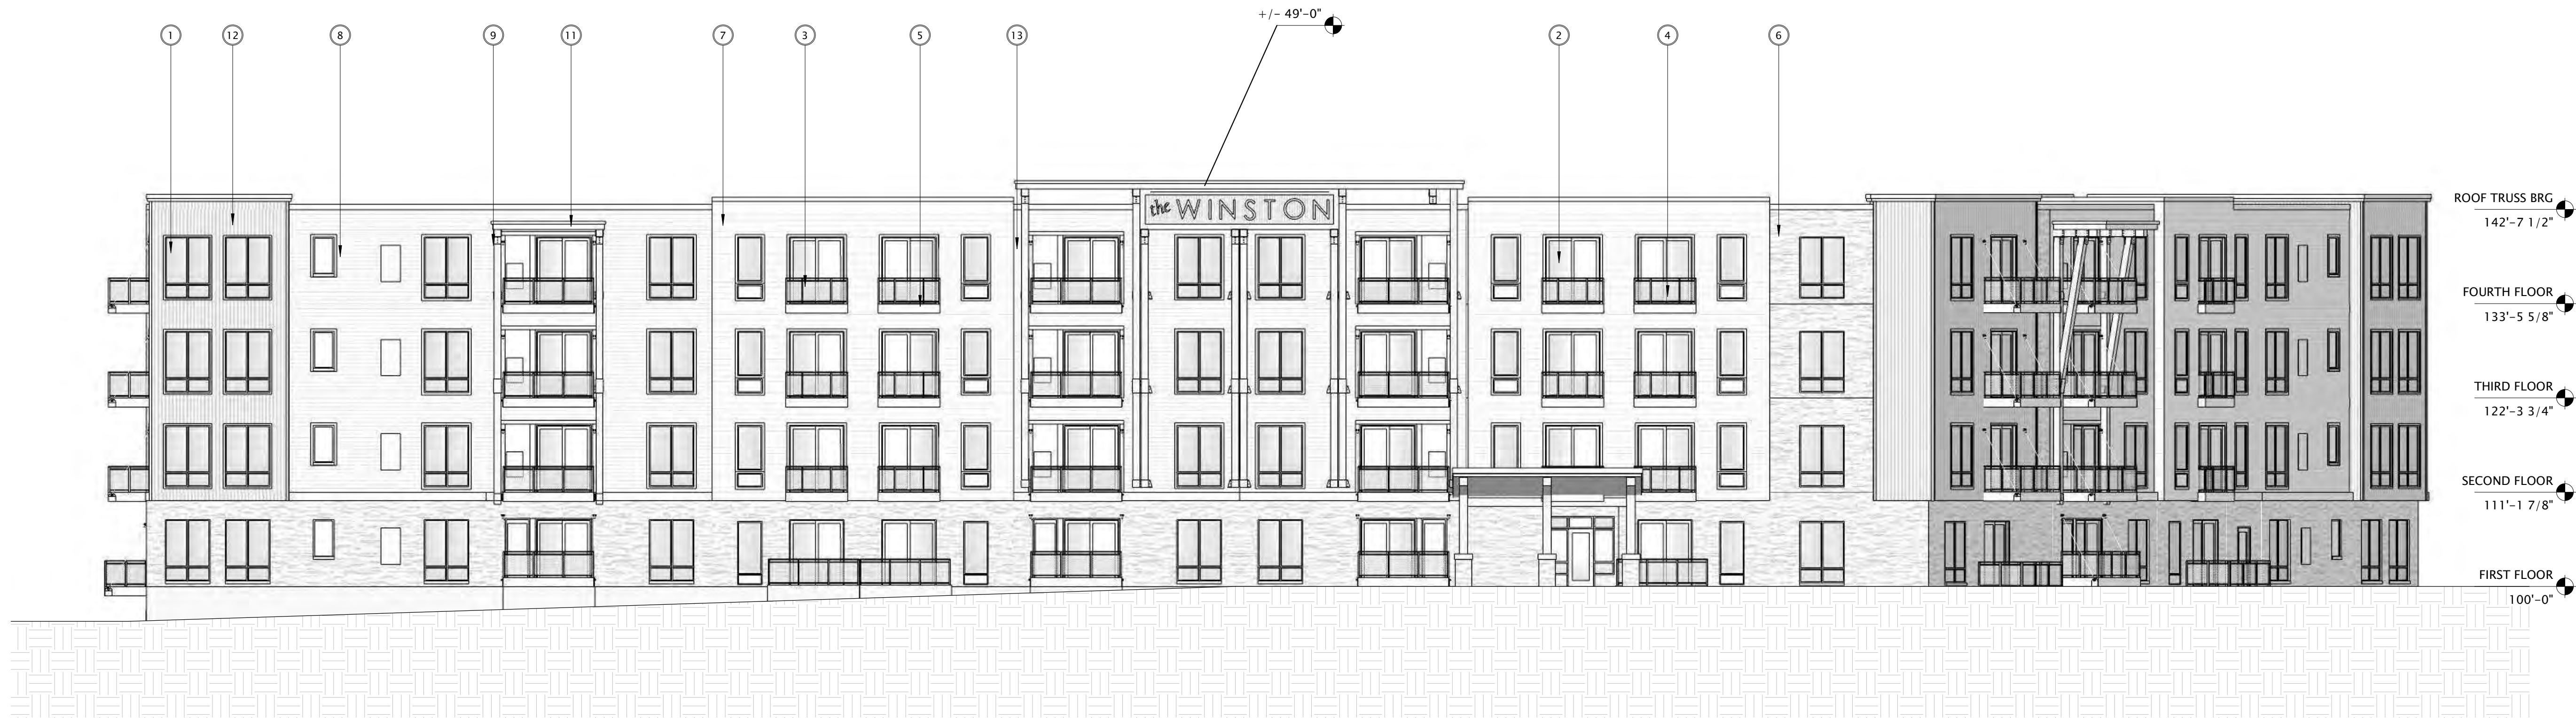 +/- 49'-0"
1 12 8 9 11 7 3 5 13 2 4 6
the WINSTON
ROOF TRUSS BRG
142'-7 1/2"
FOURTH FLOOR
133'-5 5/8"
THIRD FLOOR
122'-3 3/4"
SECOND FLOOR
111'-1 7/8"
FIRST FLOOR
100'-0"